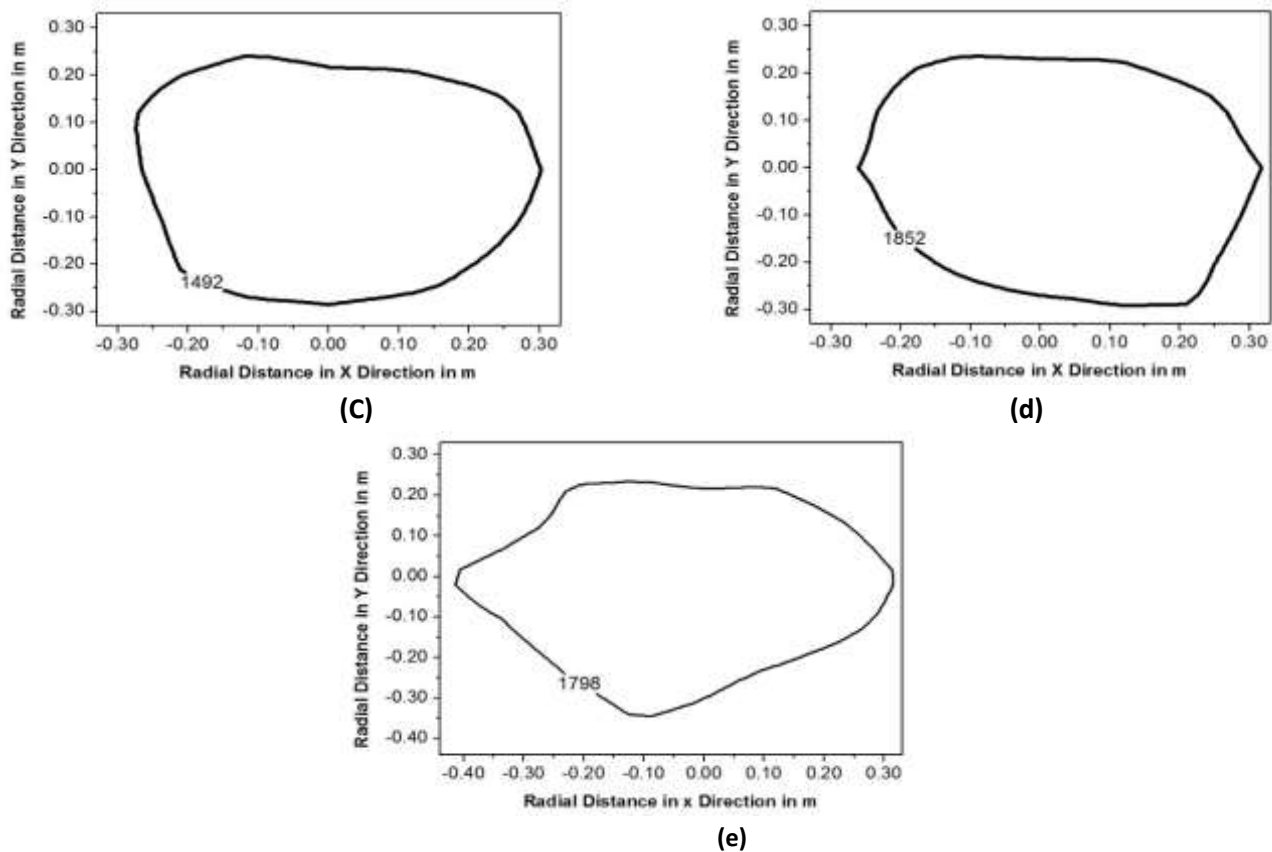 Radial Distance in Y Direction in m
0.30
0.20
0.10
0.00
-0.10
-0.20
-0.30
1492
-0.30 -0.20 -0.10 0.00 0.10 0.20 0.30
Radial Distance in X Direction in m
(C)
Radial Distance in Y Direction in m
0.30
0.20
0.10
0.00
-0.10
-0.20
-0.30
1852
-0.30 -0.20 -0.10 0.00 0.10 0.20 0.30
Radial Distance in X Direction in m
(d)
Radial Distance in Y Direction in m
0.30
0.20
0.10
0.00
-0.10
-0.20
-0.30
-0.40
1798
-0.40 -0.30 -0.20 -0.10 0.00 0.10 0.20 0.30
Radial Distance in x Direction in m
(e)